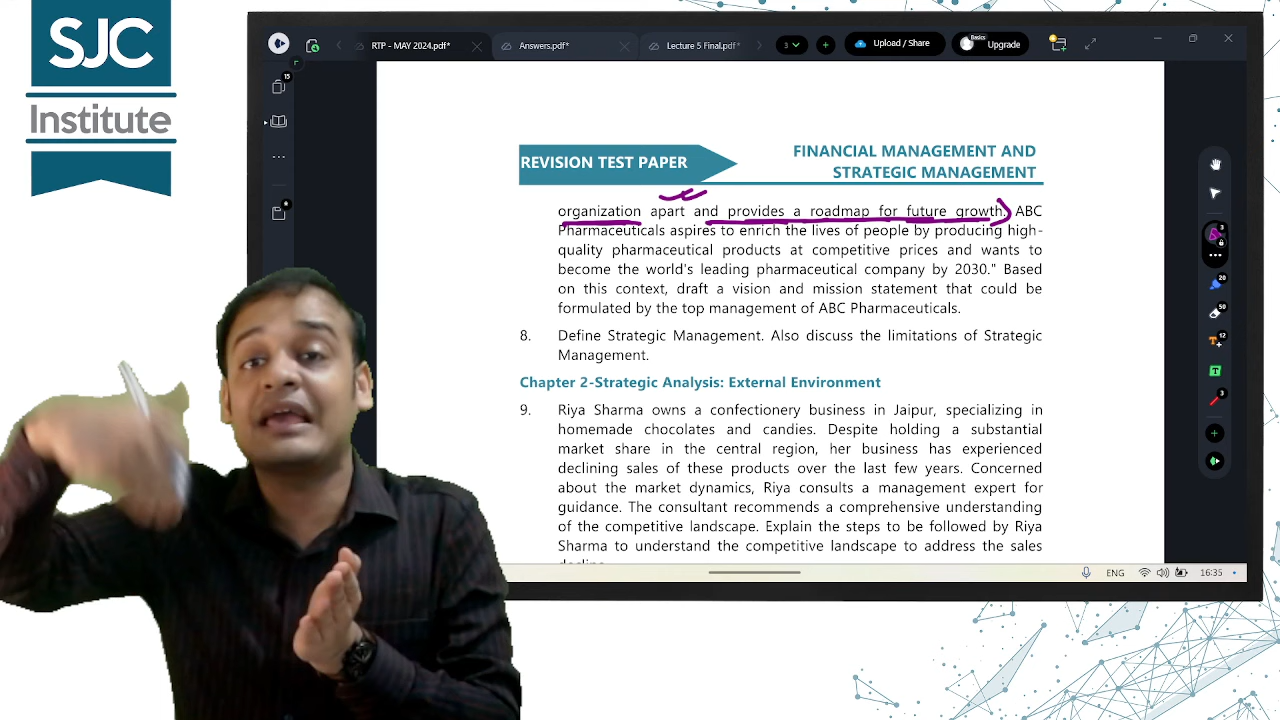 SJC
Institute
RTP - MAY 2024.pdf*
Answers.pdf*
Lecture 5 Final.pdf*
3
Upload / Share
Basics
Upgrade
REVISION TEST PAPER
FINANCIAL MANAGEMENT AND
STRATEGIC MANAGEMENT
organization apart and provides a roadmap for future growth. ABC
Pharmaceuticals aspires to enrich the lives of people by producing high-
quality pharmaceutical products at competitive prices and wants to
become the world's leading pharmaceutical company by 2030." Based
on this context, draft a vision and mission statement that could be
formulated by the top management of ABC Pharmaceuticals.
8. Define Strategic Management. Also discuss the limitations of Strategic
Management.
Chapter 2-Strategic Analysis: External Environment
9. Riya Sharma owns a confectionery business in Jaipur, specializing in
homemade chocolates and candies. Despite holding a substantial
market share in the central region, her business has experienced
declining sales of these products over the last few years. Concerned
about the market dynamics, Riya consults a management expert for
guidance. The consultant recommends a comprehensive understanding
of the competitive landscape. Explain the steps to be followed by Riya
Sharma to understand the competitive landscape to address the sales
15
3
20
50
12
T
3
ENG
16:35